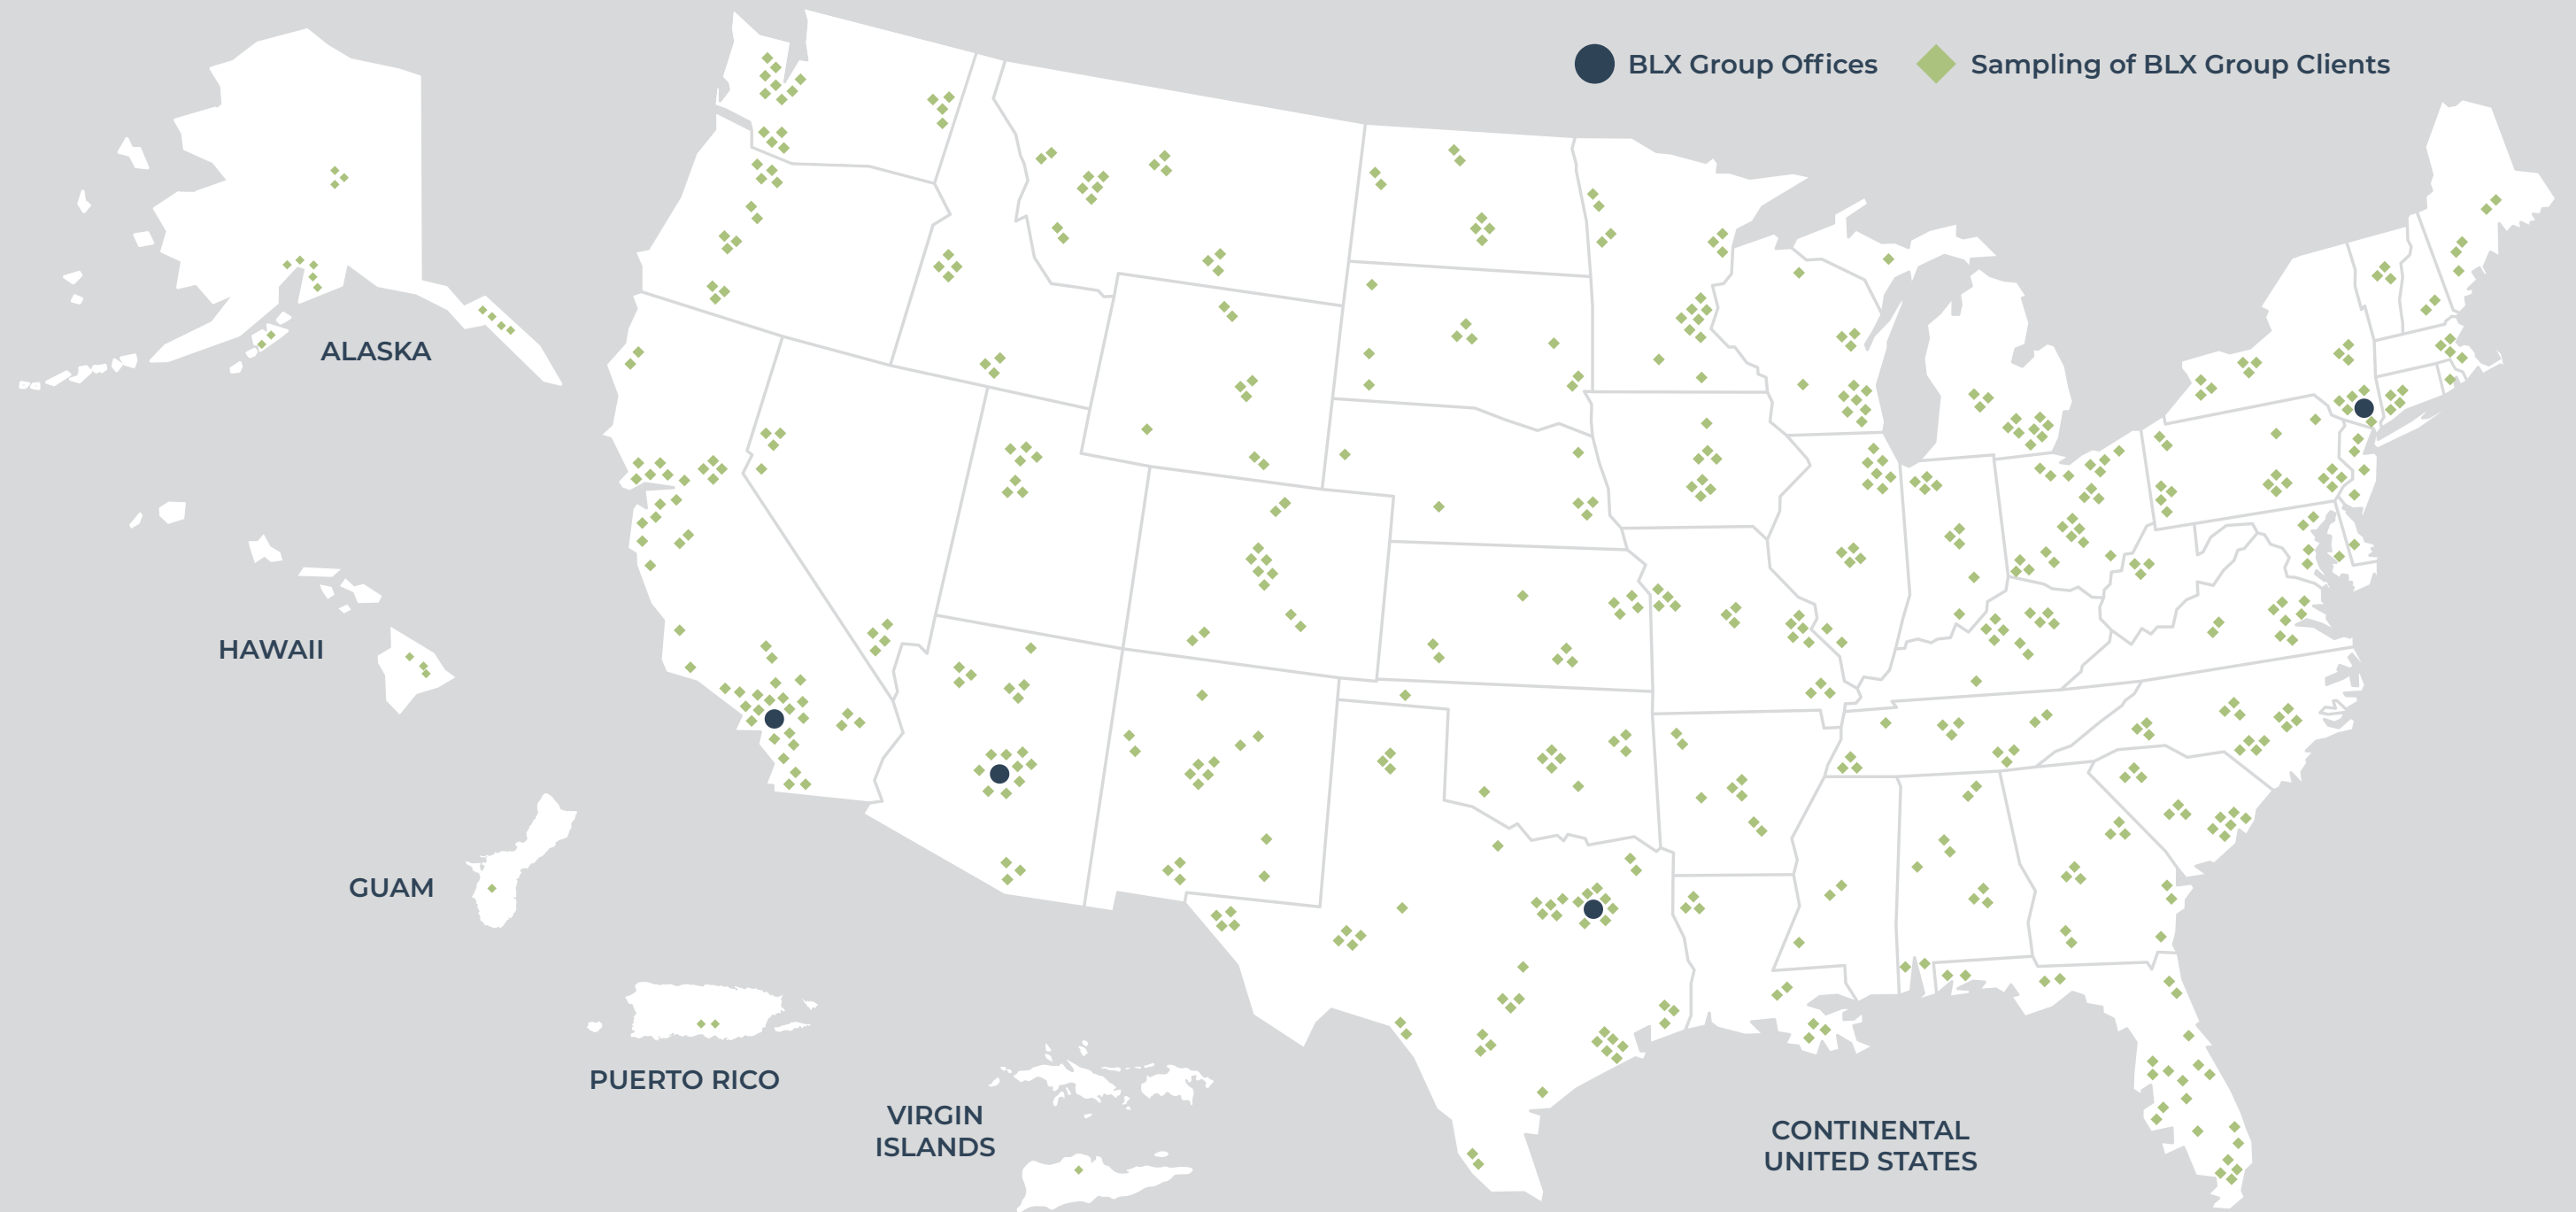 BLX Group Offices
Sampling of BLX Group Clients
ALASKA
HAWAII
GUAM
PUERTO RICO
VIRGIN
ISLANDS
CONTINENTAL
UNITED STATES